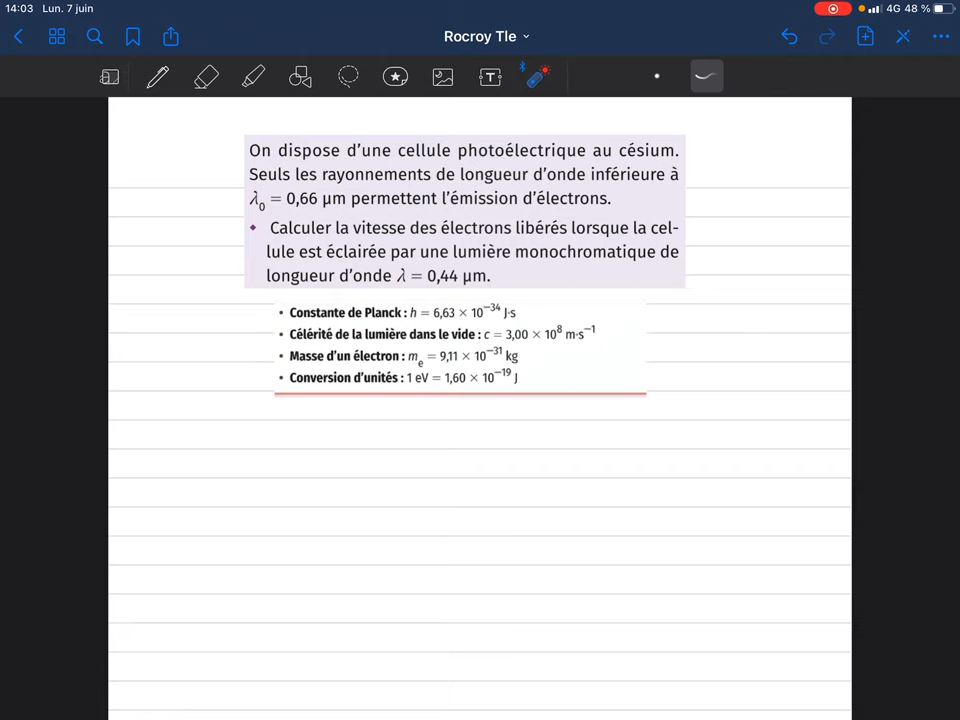 14:03 Lun. 7 juin
4G 48 %
Rocroy Tle
T
On dispose d'une cellule photoélectrique au césium.
Seuls les rayonnements de longueur d'onde inférieure à
λ₀ = 0,66 μm permettent l'émission d'électrons.
Calculer la vitesse des électrons libérés lorsque la cel-
lule est éclairée par une lumière monochromatique de
longueur d'onde λ = 0,44 μm.
• Constante de Planck : h = 6,63 × 10⁻³⁴ J·s
• Célérité de la lumière dans le vide : c = 3,00 × 10⁸ m·s⁻¹
• Masse d'un électron : mₑ = 9,11 × 10⁻³¹ kg
• Conversion d'unités : 1 eV = 1,60 × 10⁻¹⁹ J